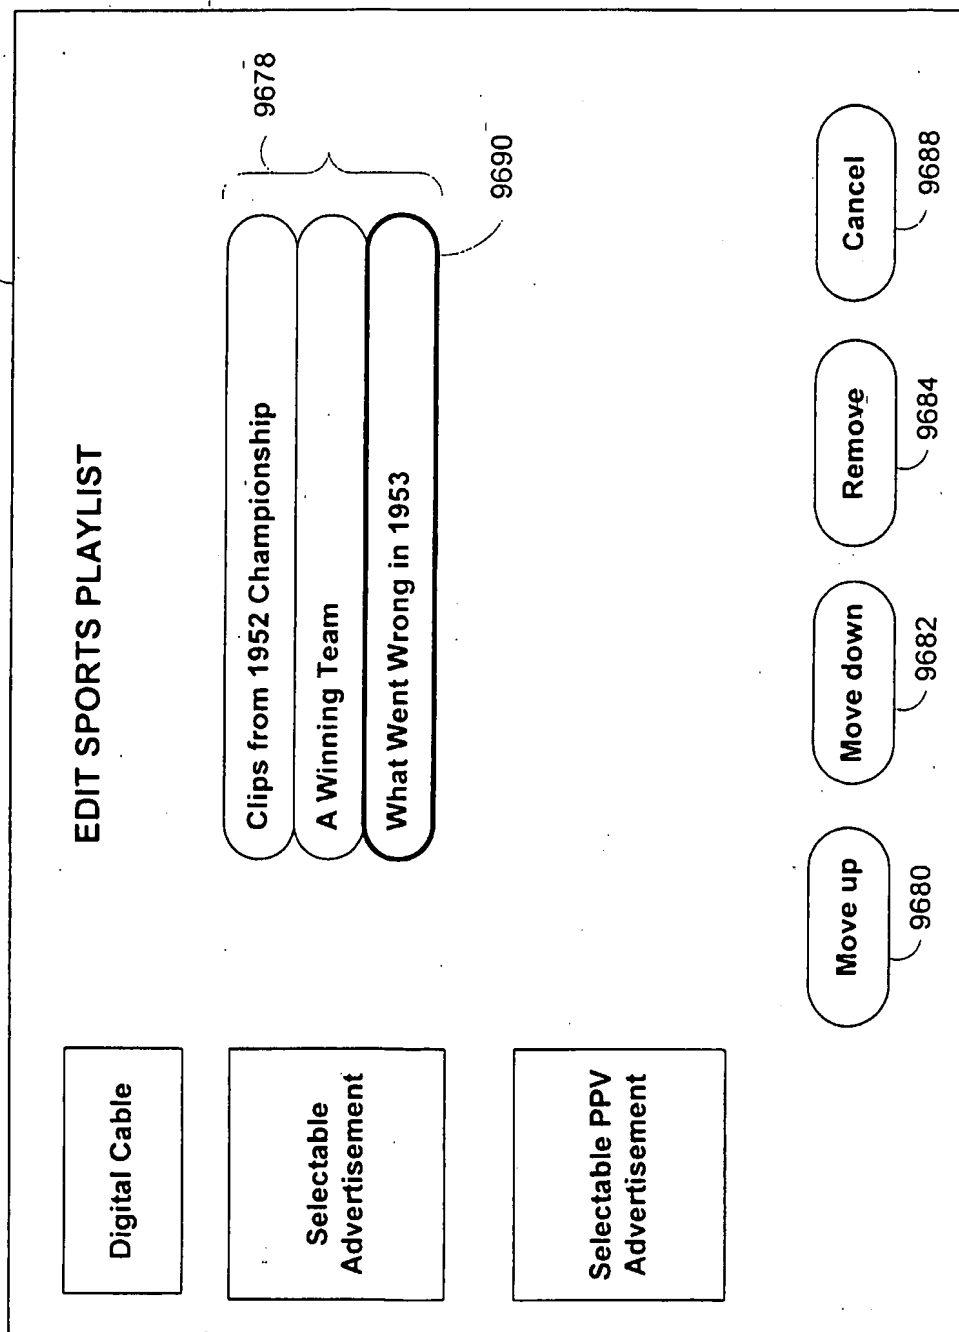 EDIT SPORTS PLAYLIST
Digital Cable
Selectable
Advertisement
Selectable PPV
Advertisement
Clips from 1952 Championship
A Winning Team
What Went Wrong in 1953
9678
9690
Move up
Move down
Remove
Cancel
9680
9682
9684
9688